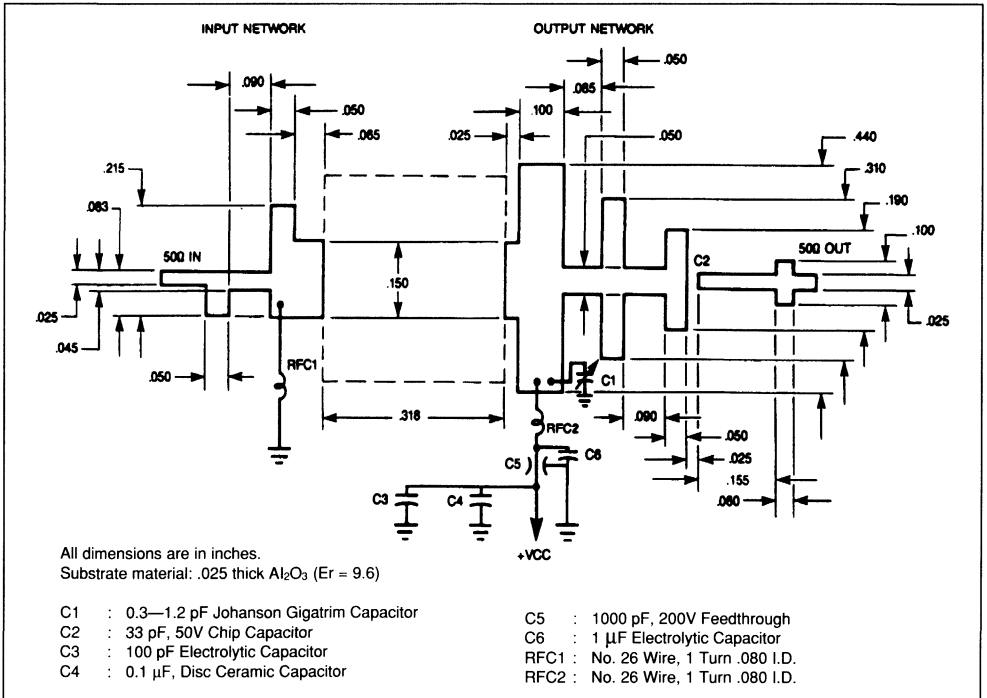 INPUT NETWORK
OUTPUT NETWORK
.050
.090
.065
.050
.100
.065
.025
.050
.440
.215
.310
.063
.190
50Ω IN
C2
50Ω OUT
.100
.150
.025
.025
.045
RFC1
C1
.050
.318
RFC2
.090
.050
C6
C5
.025
.155
C3
C4
.060
+VCC
All dimensions are in inches.
Substrate material: .025 thick Al₂O₃ (Er = 9.6)
C1 : 0.3—1.2 pF Johanson Gigatrim Capacitor
C2 : 33 pF, 50V Chip Capacitor
C3 : 100 pF Electrolytic Capacitor
C4 : 0.1 µF, Disc Ceramic Capacitor
C5 : 1000 pF, 200V Feedthrough
C6 : 1 µF Electrolytic Capacitor
RFC1 : No. 26 Wire, 1 Turn .080 I.D.
RFC2 : No. 26 Wire, 1 Turn .080 I.D.